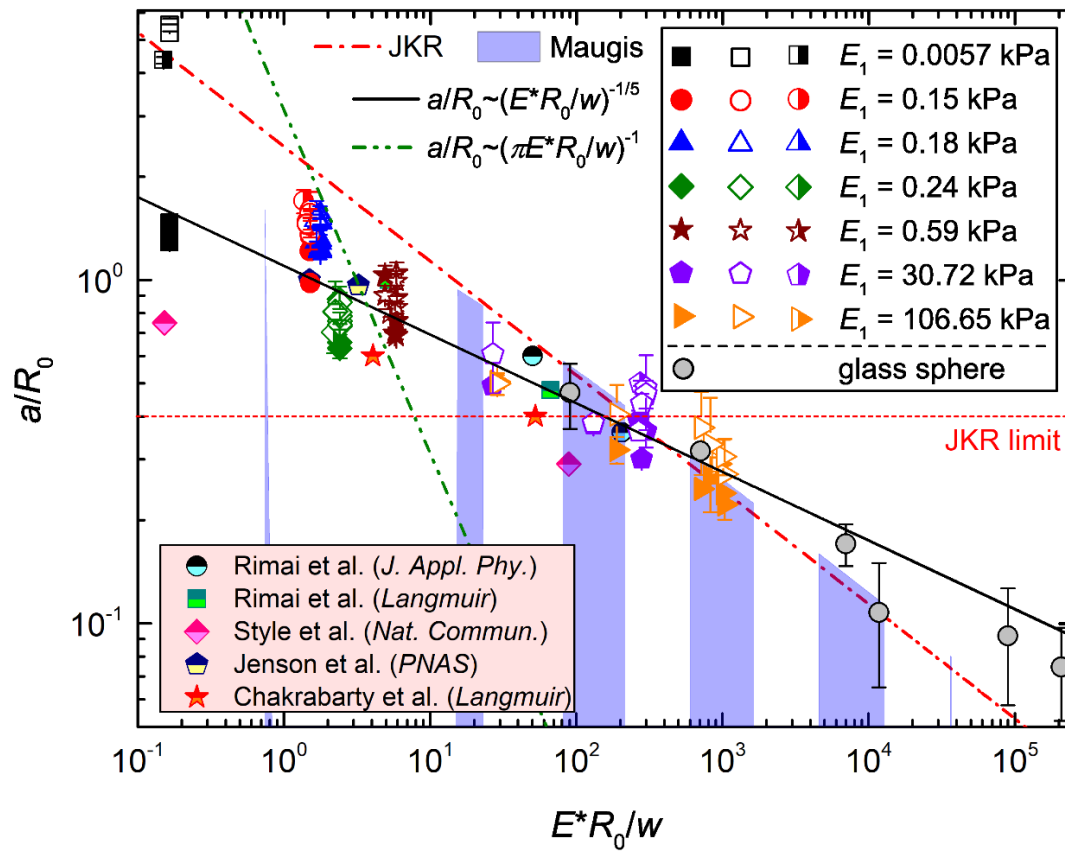 JKR Maugis
a/R₀~(E*R₀/w)⁻¹/⁵
a/R₀~(πE*R₀/w)⁻¹
E₁ = 0.0057 kPa
E₁ = 0.15 kPa
E₁ = 0.18 kPa
E₁ = 0.24 kPa
E₁ = 0.59 kPa
E₁ = 30.72 kPa
E₁ = 106.65 kPa
glass sphere
JKR limit
10⁰
10⁻¹
a/R₀
Rimai et al. (J. Appl. Phy.)
Rimai et al. (Langmuir)
Style et al. (Nat. Commun.)
Jenson et al. (PNAS)
Chakrabarty et al. (Langmuir)
10⁻¹ 10⁰ 10¹ 10² 10³ 10⁴ 10⁵
E*R₀/w